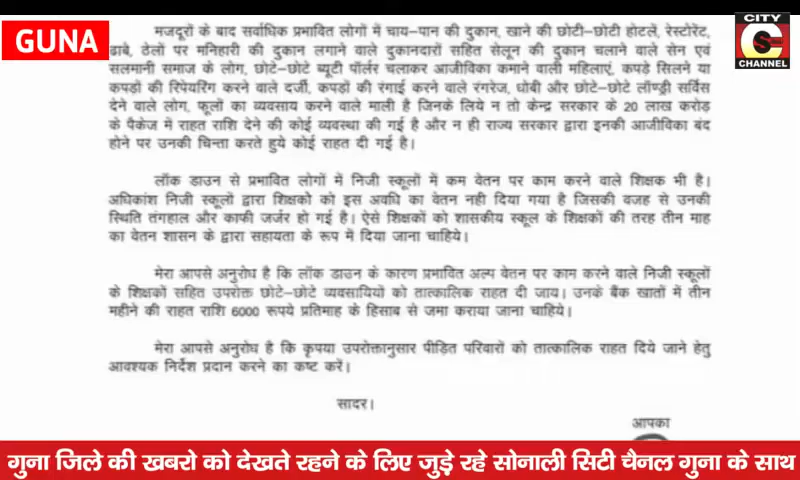 GUNA
CITY
S
CHANNEL
मजदूरों के बाद सर्वाधिक प्रभावित लोगों में चाय–पान की दुकान, खाने की छोटी–छोटी होटलें, रेस्टोरेंट,
ढाबे, ठेलों पर मनिहारी की दुकान लगाने वाले दुकानदारों सहित सेलून की दुकान चलाने वाले सेन एवं
सलमानी समाज के लोग, छोटे–छोटे ब्यूटी पॉर्लर चलाकर आजीविका कमाने वाली महिलाएं, कपड़े सिलने या
कपड़ों की रिपेयरिंग करने वाले दर्जी, कपड़ों की रंगाई करने वाले रंगरेज, धोबी और छोटे–छोटे लॉण्ड्री सर्विस
देने वाले लोग, फूलों का व्यवसाय करने वाले माली है जिनके लिये न तो केन्द्र सरकार के 20 लाख करोड़
के पैकेज में राहत राशि देने की कोई व्यवस्था की गई है और न ही राज्य सरकार द्वारा इनकी आजीविका बंद
होने पर उनकी चिन्ता करते हुये कोई राहत दी गई है।
लॉक डाउन से प्रभावित लोगों में निजी स्कूलों में कम वेतन पर काम करने वाले शिक्षक भी है।
अधिकांश निजी स्कूलों द्वारा शिक्षको को इस अवधि का वेतन नही दिया गया है जिसकी वजह से उनकी
स्थिति तंगहाल और काफी जर्जर हो गई है। ऐसे शिक्षकों को शासकीय स्कूल के शिक्षकों की तरह तीन माह
का वेतन शासन के द्वारा सहायता के रूप में दिया जाना चाहिये।
मेरा आपसे अनुरोध है कि लॉक डाउन के कारण प्रभावित अल्प वेतन पर काम करने वाले निजी स्कूलों
के शिक्षकों सहित उपरोक्त छोटे–छोटे व्यवसायियों को तात्कालिक राहत दी जाय। उनके बैंक खातों में तीन
महीने की राहत राशि 6000 रूपये प्रतिमाह के हिसाब से जमा कराया जाना चाहिये।
मेरा आपसे अनुरोध है कि कृपया उपरोक्तानुसार पीड़ित परिवारों को तात्कालिक राहत दिये जाने हेतु
आवश्यक निर्देश प्रदान करने का कष्ट करें।
सादर।
आपका
गुना जिले की खबरो को देखते रहने के लिए जुड़े रहे सोनाली सिटी चैनल गुना के साथ